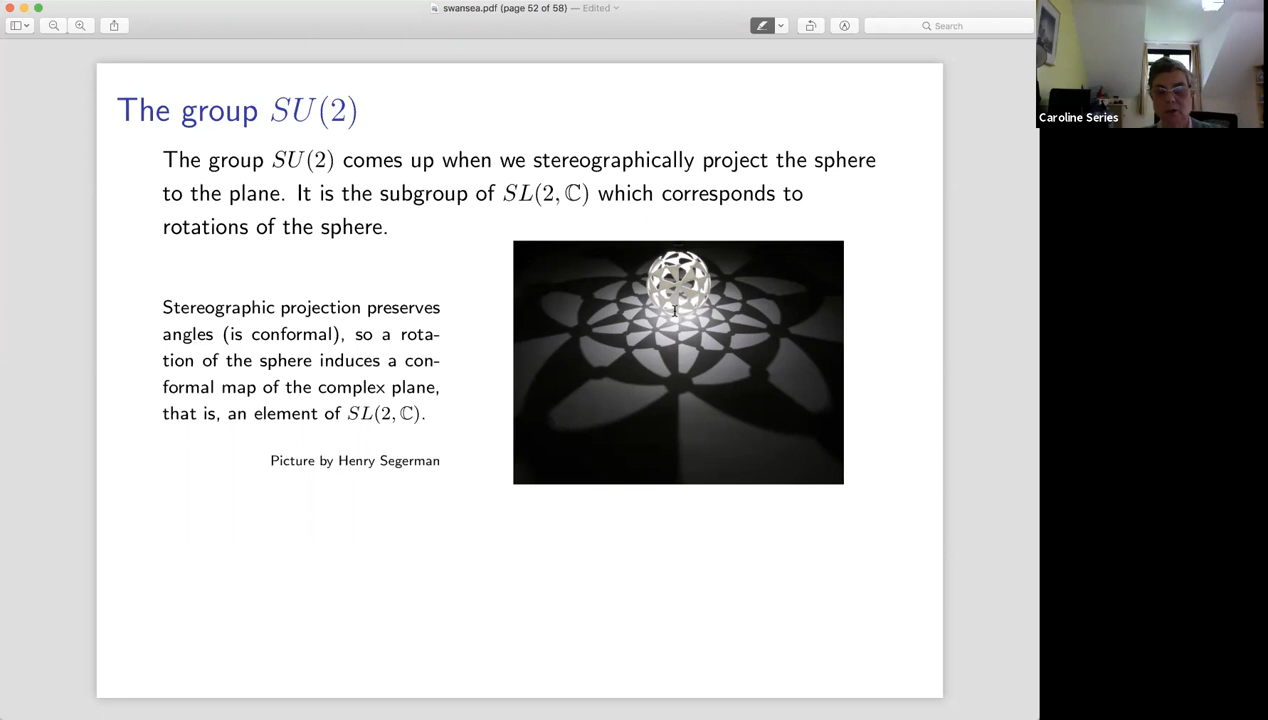 swansea.pdf (page 52 of 58) — Edited
Search
Caroline Series
The group SU(2)
The group SU(2) comes up when we stereographically project the sphere
to the plane. It is the subgroup of SL(2, ℂ) which corresponds to
rotations of the sphere.
Stereographic projection preserves
angles (is conformal), so a rota-
tion of the sphere induces a con-
formal map of the complex plane,
that is, an element of SL(2, ℂ).
Picture by Henry Segerman